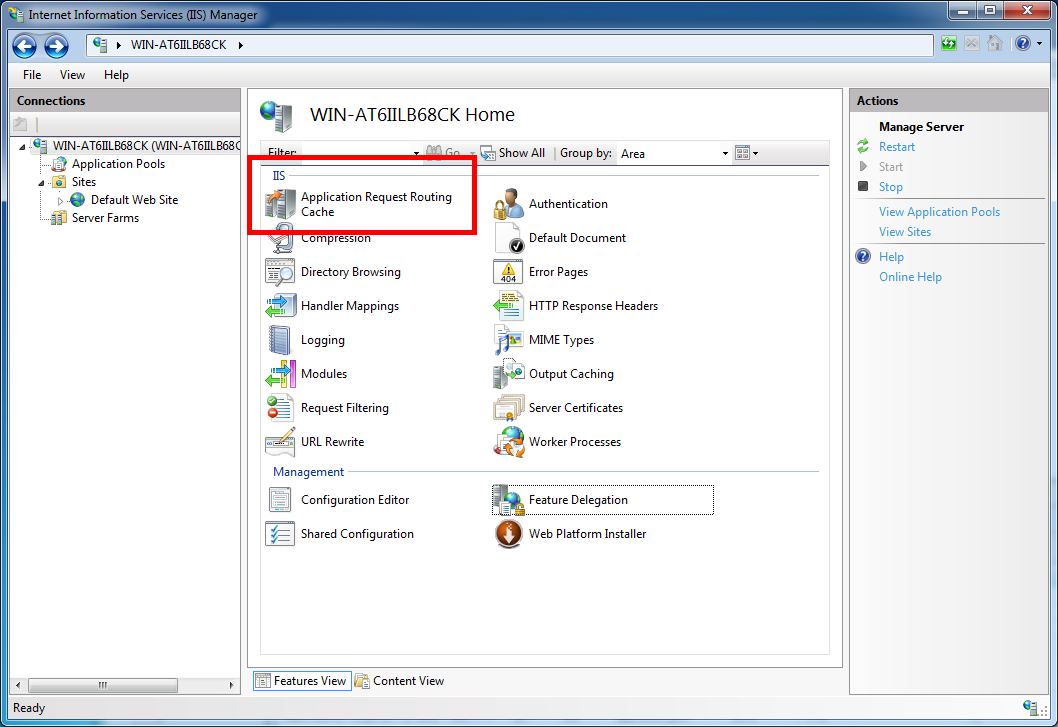 Internet Information Services (IIS) Manager
WIN-AT6IILB68CK
File View Help
Connections
WIN-AT6IILB68CK (WIN-AT6IILB68C
Application Pools
Sites
Default Web Site
Server Farms
WIN-AT6IILB68CK Home
Filter: Go Show All Group by: Area
IIS
Application Request Routing
Cache
Authentication
Compression
Default Document
Directory Browsing
Error Pages
404
Handler Mappings
HTTP Response Headers
Logging
MIME Types
Modules
Output Caching
Request Filtering
Server Certificates
URL Rewrite
Worker Processes
Management
Configuration Editor
Feature Delegation
Shared Configuration
Web Platform Installer
Features View Content View
Actions
Manage Server
Restart
Start
Stop
View Application Pools
View Sites
Help
Online Help
Ready